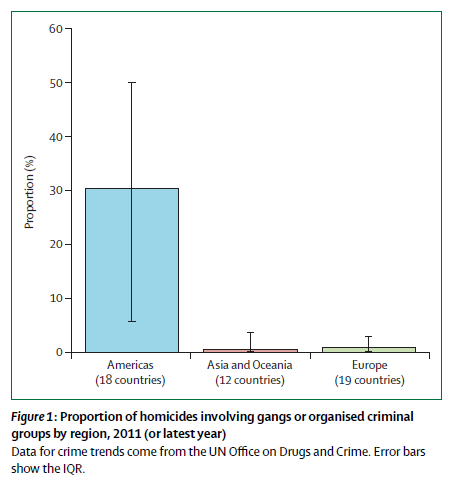 60
50
40
30
20
10
0
Proportion (%)
Americas
(18 countries)
Asia and Oceania
(12 countries)
Europe
(19 countries)
Figure 1: Proportion of homicides involving gangs or organised criminal
groups by region, 2011 (or latest year)
Data for crime trends come from the UN Office on Drugs and Crime. Error bars
show the IQR.